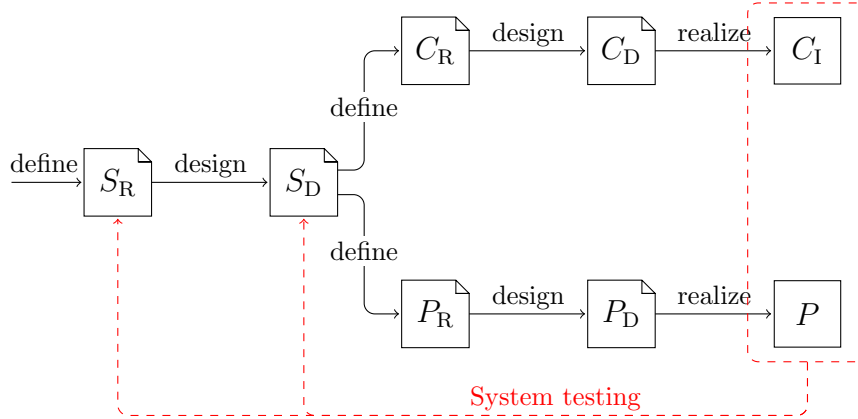 define
C_R
design
C_D
realize
C_I
define
S_R
design
S_D
define
P_R
design
P_D
realize
P
System testing